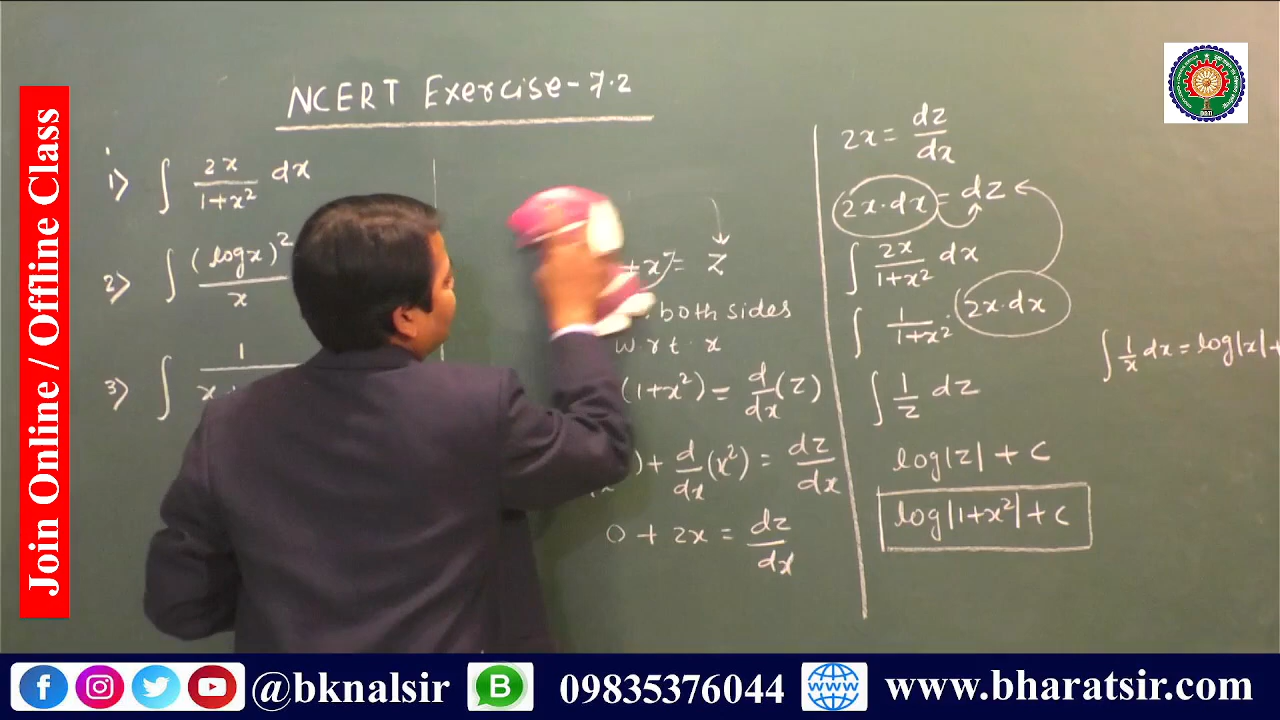 NCERT Exercise-7.2
1) ∫ 2x/(1+x²) dx
2) ∫ (logx)²/x
3) ∫ 1/x
+x² = z
both sides
w.r.t. x
(1+x²) = d/dx (z)
) + d/dx (x²) = dz/dx
0 + 2x = dz/dx
2x = dz/dx
2x·dx = dz
∫ 2x/(1+x²) dx
∫ 1/(1+x²) · (2x·dx
∫ 1/z dz
log|z| + c
log|1+x²| + c
∫ 1/x dx = log|x| +
Join Online / Offline Class
@bknalsir
B
09835376044
www
www.bharatsir.com